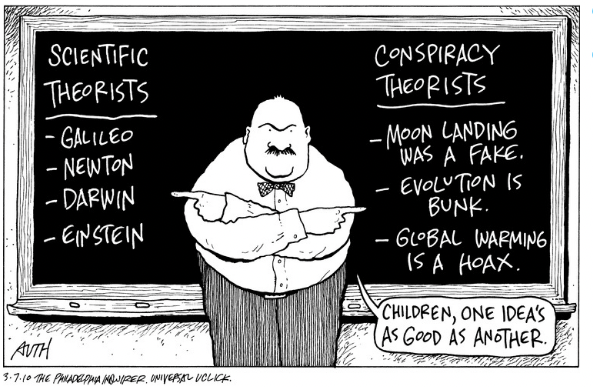 SCIENTIFIC
THEORISTS
- GALILEO
- NEWTON
- DARWIN
- EINSTEIN
CONSPIRACY
THEORISTS
- MOON LANDING
WAS A FAKE.
- EVOLUTION IS
BUNK.
- GLOBAL WARMING
IS A HOAX.
CHILDREN, ONE IDEA'S
AS GOOD AS ANOTHER.
AUTH
3.7.10 THE PHILADELPHIA INQUIRER. UNIVERSAL UCLICK.